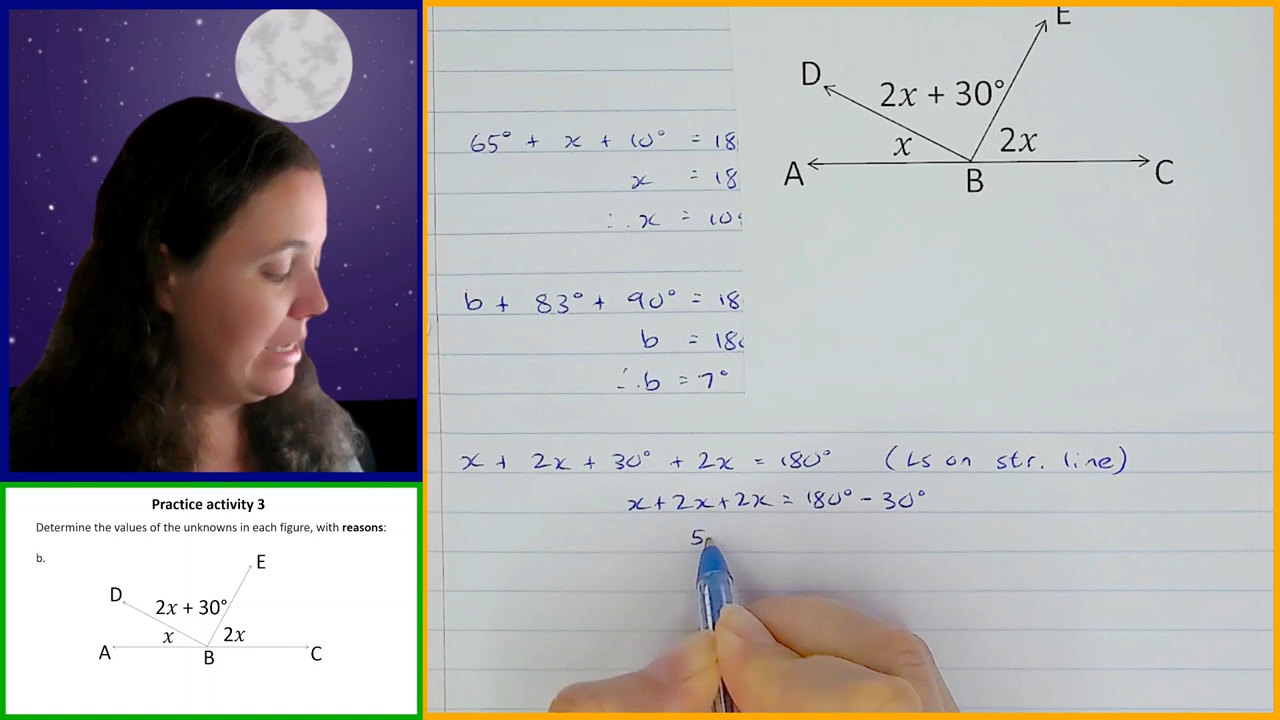 65° + x + 10° = 18
x = 18
∴ x = 10
b + 83° + 90° = 18
b = 18
∴ b = 7°
E
D
2x + 30°
x
2x
A
B
C
x + 2x + 30° + 2x = 180° (∠s on str. line)
x + 2x + 2x = 180° - 30°
5
Practice activity 3
Determine the values of the unknowns in each figure, with reasons:
b.
E
D
2x + 30°
x
2x
A
B
C